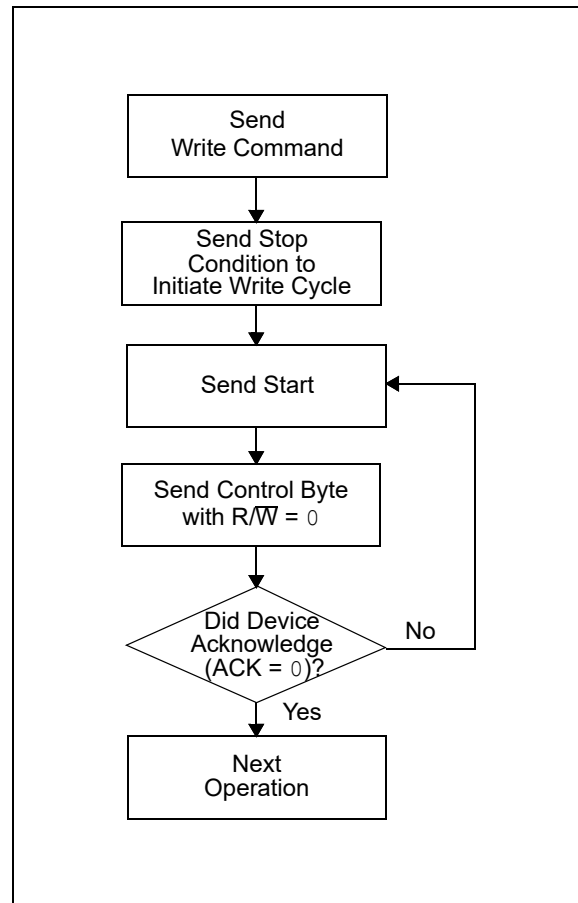 Send
Write Command
Send Stop
Condition to
Initiate Write Cycle
Send Start
Send Control Byte
with R/W̅ = 0
Did Device
Acknowledge
(ACK = 0)?
No
Yes
Next
Operation